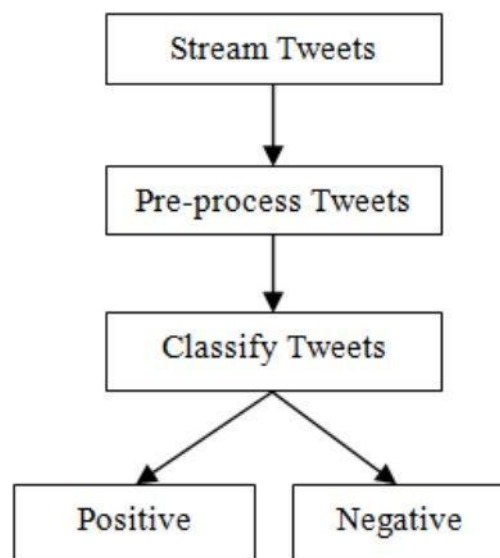 Stream Tweets
Pre-process Tweets
Classify Tweets
Positive
Negative